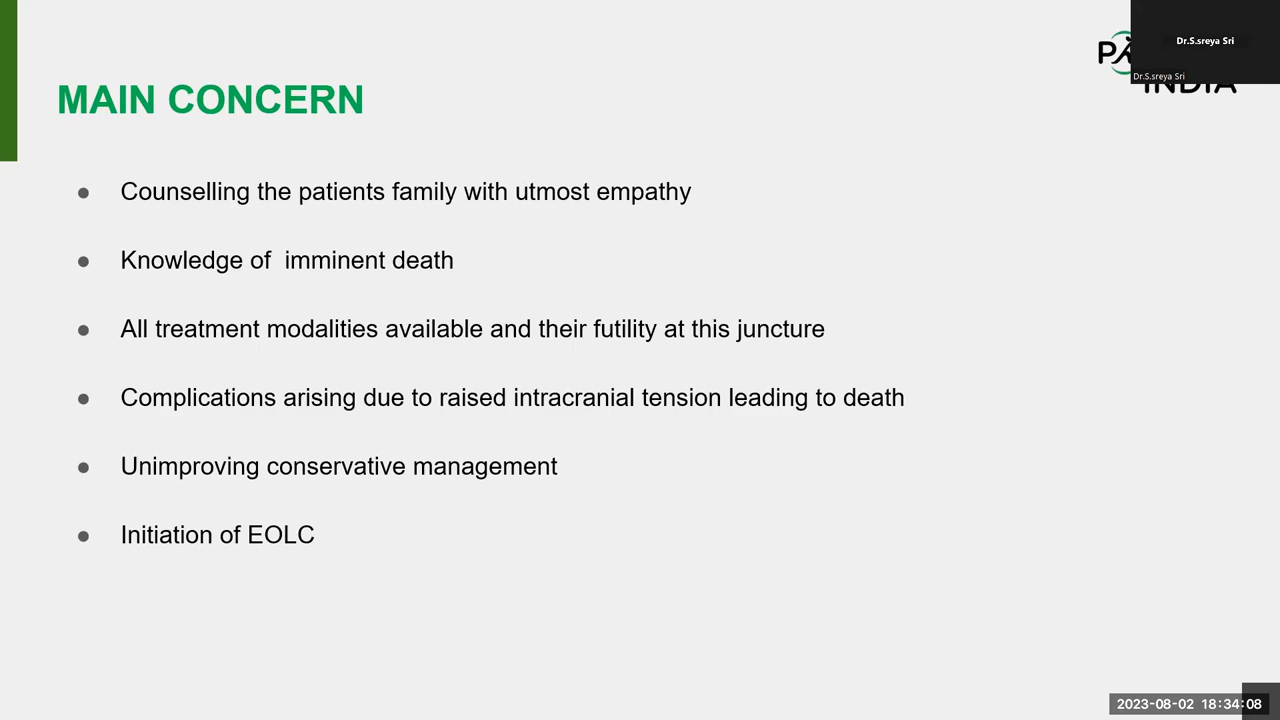 Dr.S.sreya Sri
Dr.S.sreya Sri
INDIA
MAIN CONCERN
● Counselling the patients family with utmost empathy
● Knowledge of  imminent death
● All treatment modalities available and their futility at this juncture
● Complications arising due to raised intracranial tension leading to death
● Unimproving conservative management
● Initiation of EOLC
2023-08-02 18:34:08